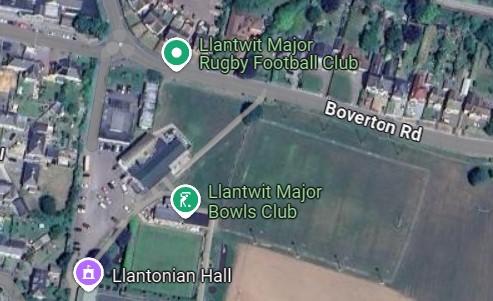 Llantwit Major
Rugby Football Club
Boverton Rd
Llantwit Major
Bowls Club
Llantonian Hall